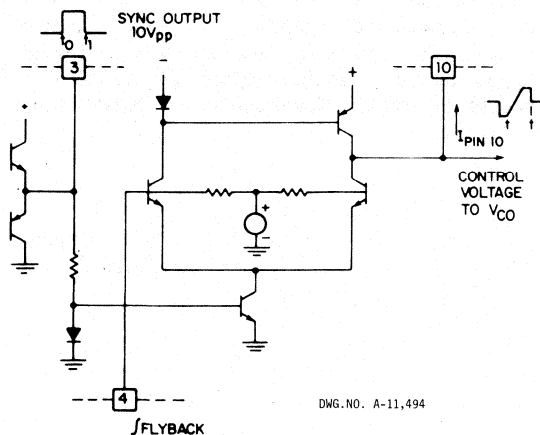 SYNC OUTPUT
10Vpp
0 1
3
10
-
+
+
I PIN 10
CONTROL
VOLTAGE
TO VCO
+
-
4
∫FLYBACK
DWG.NO. A-11,494